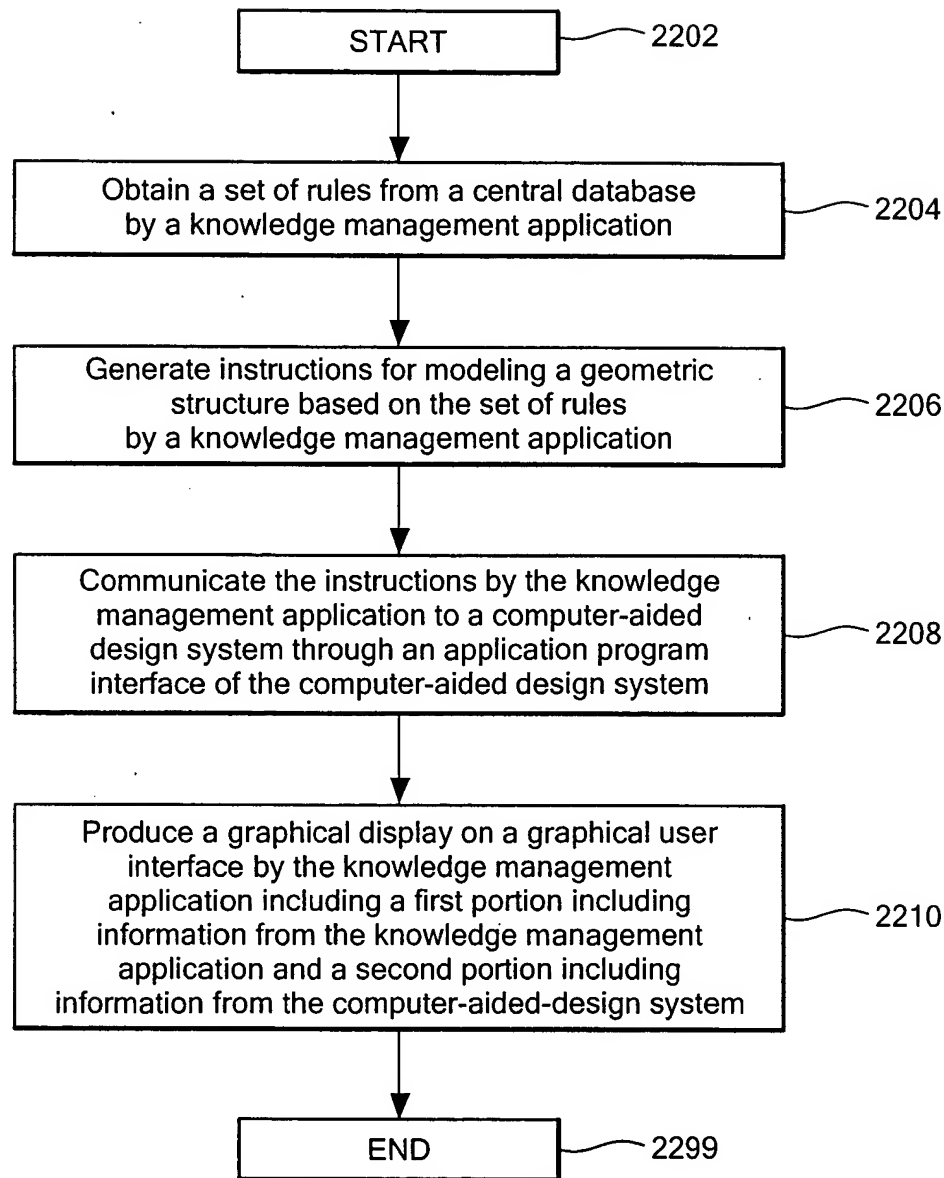 START
2202
Obtain a set of rules from a central database
by a knowledge management application
2204
Generate instructions for modeling a geometric
structure based on the set of rules
by a knowledge management application
2206
Communicate the instructions by the knowledge
management application to a computer-aided
design system through an application program
interface of the computer-aided design system
2208
Produce a graphical display on a graphical user
interface by the knowledge management
application including a first portion including
information from the knowledge management
application and a second portion including
information from the computer-aided-design system
2210
END
2299